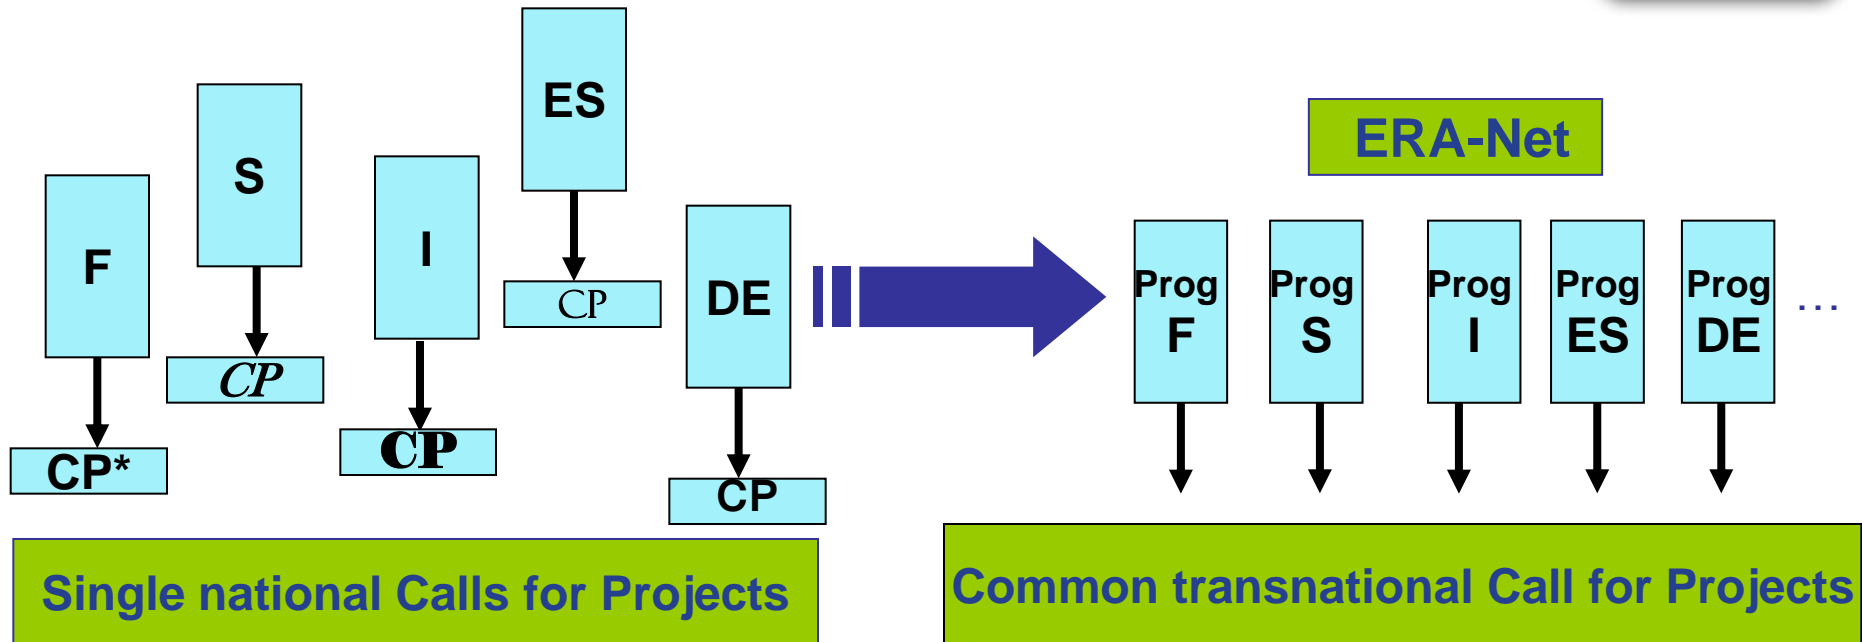 F
CP*
S
CP
I
CP
ES
CP
DE
CP
Single national Calls for Projects
ERA-Net
Prog
F
Prog
S
Prog
I
Prog
ES
Prog
DE
...
Common transnational Call for Projects